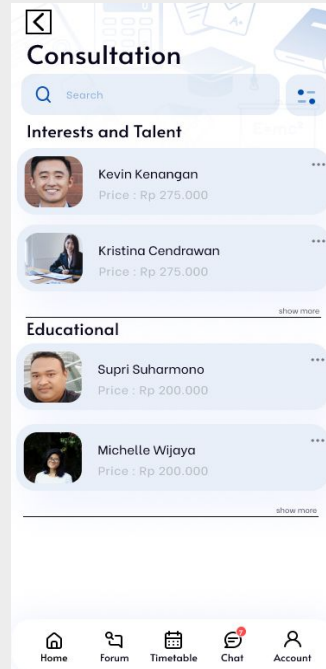 Consultation
Search
Interests and Talent
Kevin Kenangan
Price : Rp 275.000
Kristina Cendrawan
Price : Rp 275.000
show more
Educational
Supri Suharmono
Price : Rp 200.000
Michelle Wijaya
Price : Rp 200.000
show more
7
Home Forum Timetable Chat Account